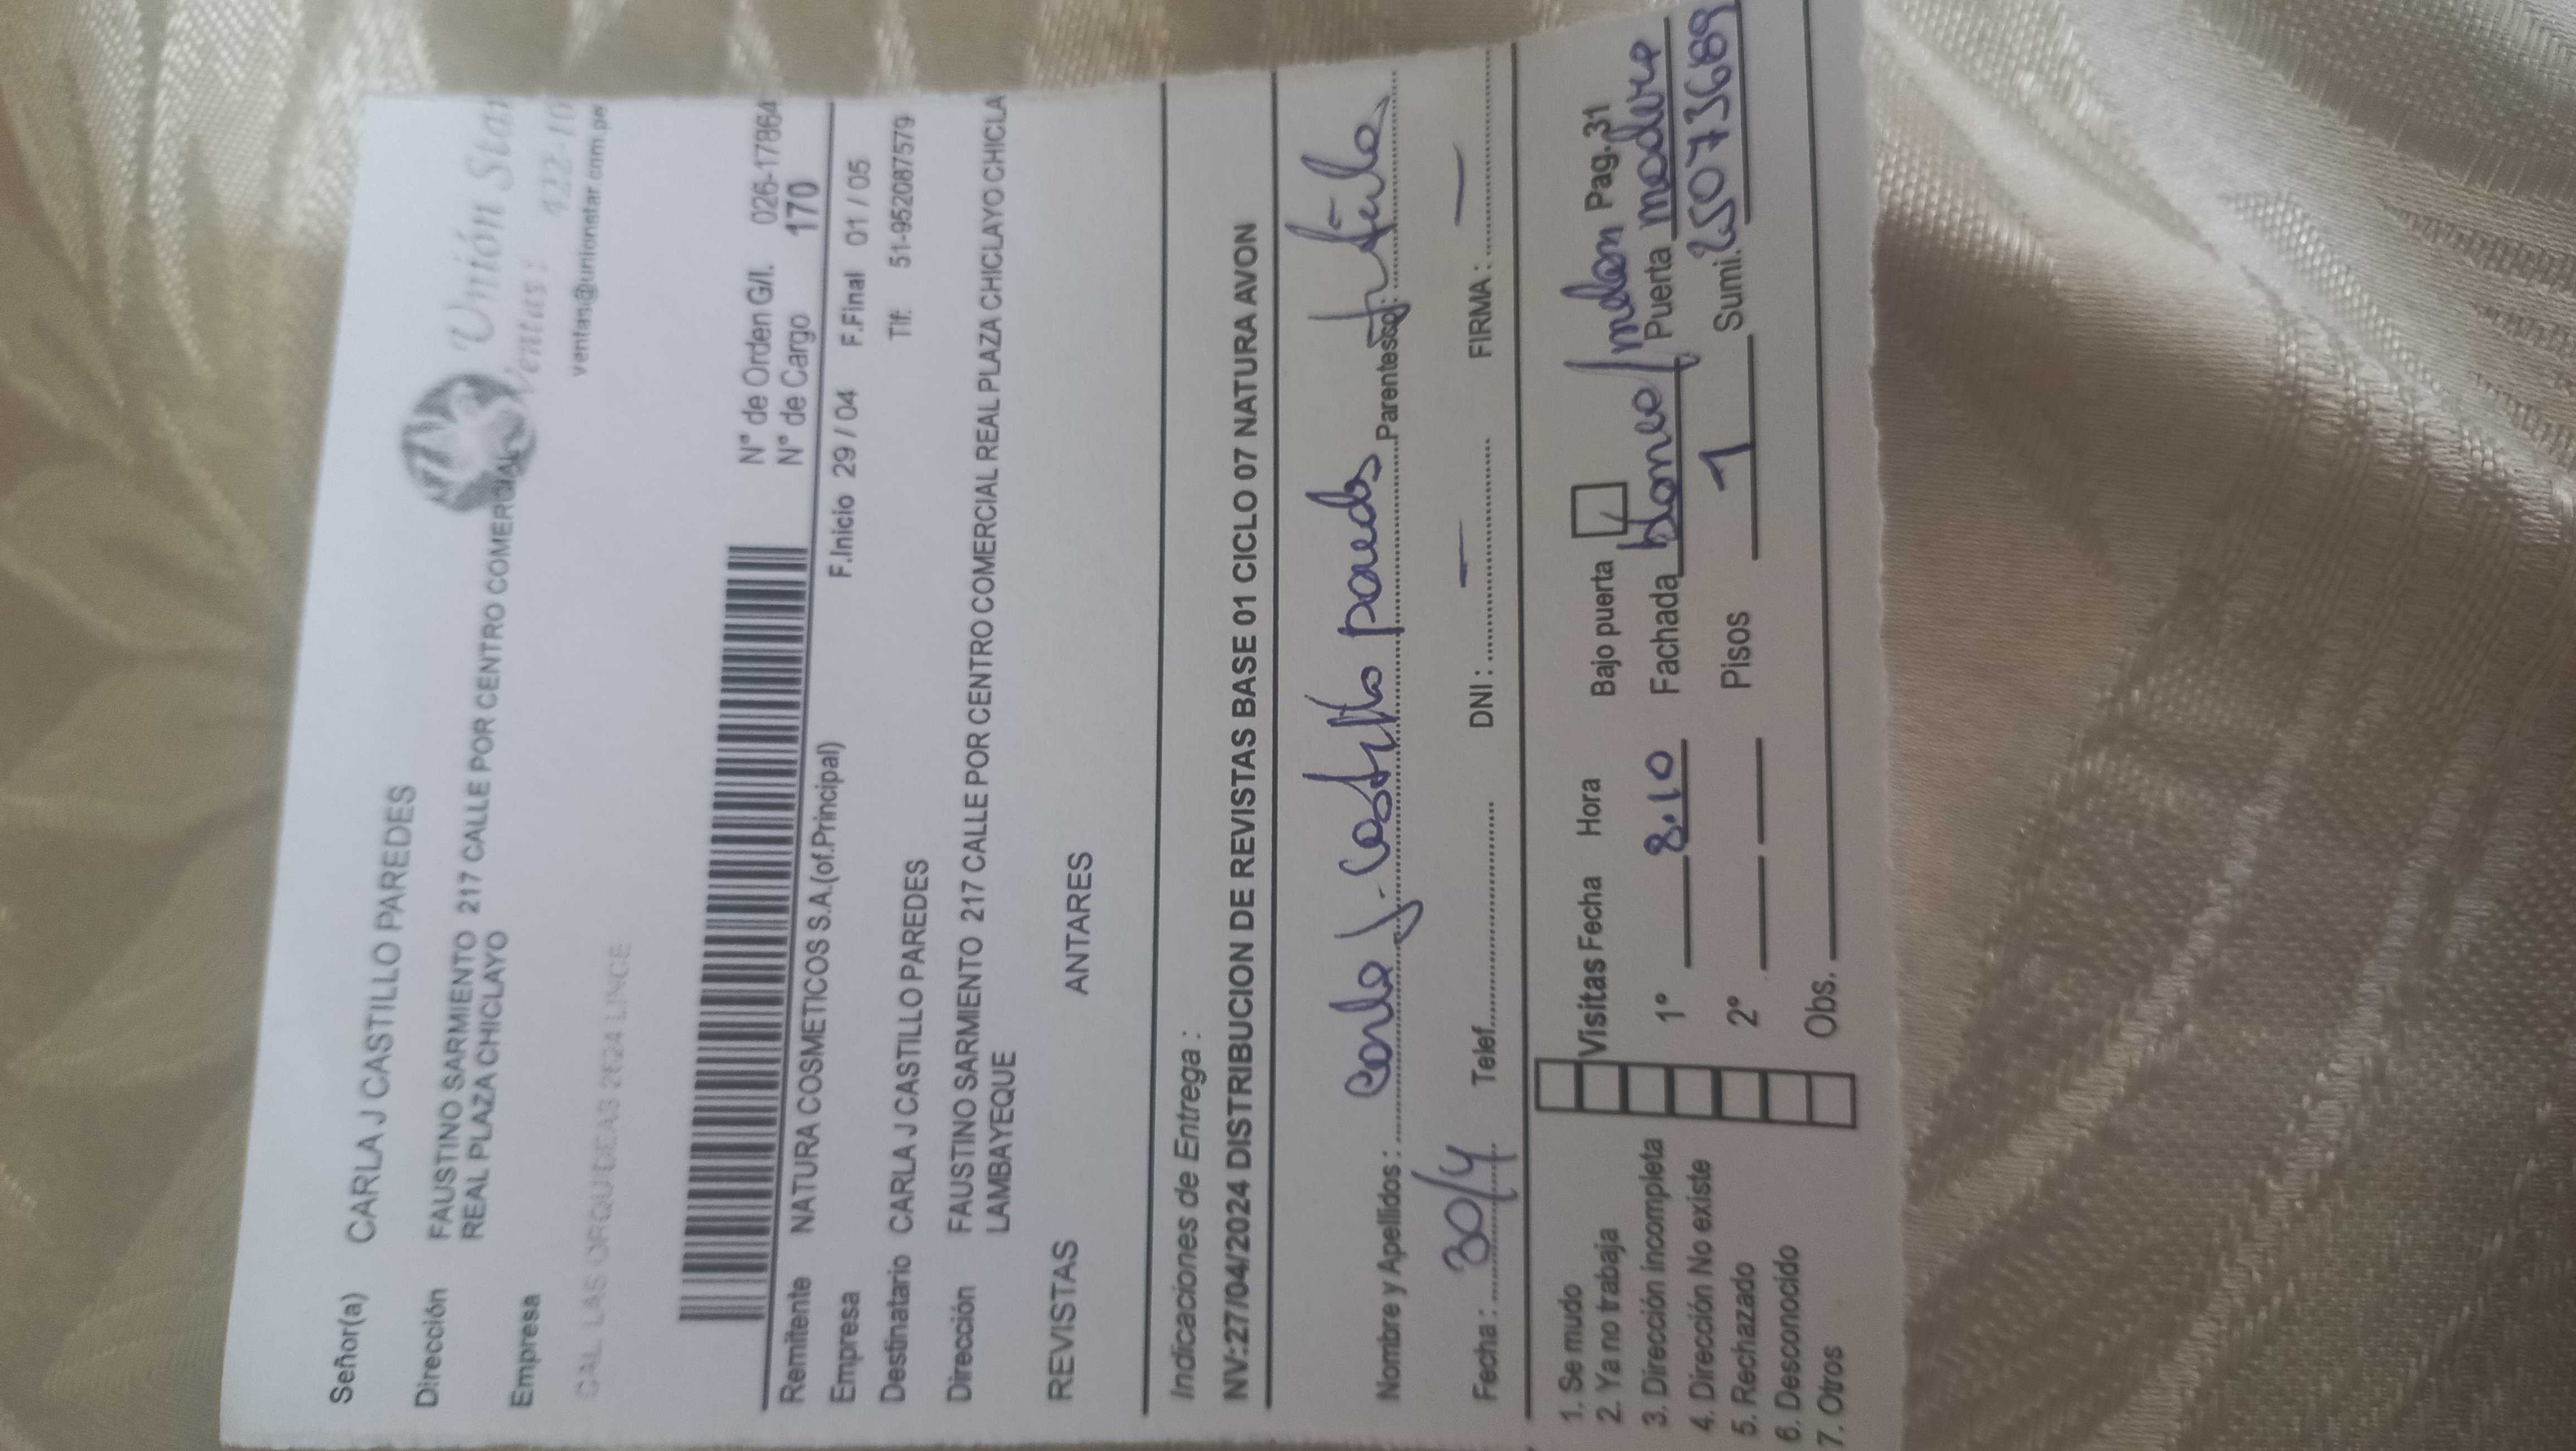 Señor(a) CARLA J CASTILLO PAREDES
Dirección FAUSTINO SARMIENTO 217 CALLE POR CENTRO COMERCIAL
REAL PLAZA CHICLAYO
Empresa
Unión Star
Ventas:
ventas@unionstar.com.pe
CAL. LAS ORQUIDEAS 2624 LINCE
N° de Orden G/I. 026-17864
N° de Cargo 170
Remitente NATURA COSMETICOS S.A.(of.Principal)
Empresa F.Inicio 29 / 04 F.Final 01 / 05
Destinatario CARLA J CASTILLO PAREDES Tlf: 51-952087579
Dirección FAUSTINO SARMIENTO 217 CALLE POR CENTRO COMERCIAL REAL PLAZA CHICLAYO CHICLA
LAMBAYEQUE
REVISTAS ANTARES
Indicaciones de Entrega :
NV:27/04/2024 DISTRIBUCION DE REVISTAS BASE 01 CICLO 07 NATURA AVON
Nombre y Apellidos : Carla J. Castillo paredes Parentesco:
Fecha : 30/4 Telef. DNI : — FIRMA : —
1. Se mudo
2. Ya no trabaja
3. Dirección incompleta
4. Dirección No existe
5. Rechazado
6. Desconocido
7. Otros
Visitas Fecha Hora Bajo puerta Pag.31
1° 8.10 Fachada blanco / Puerta madera
2° Pisos 1 Sumi. 25073689
Obs.